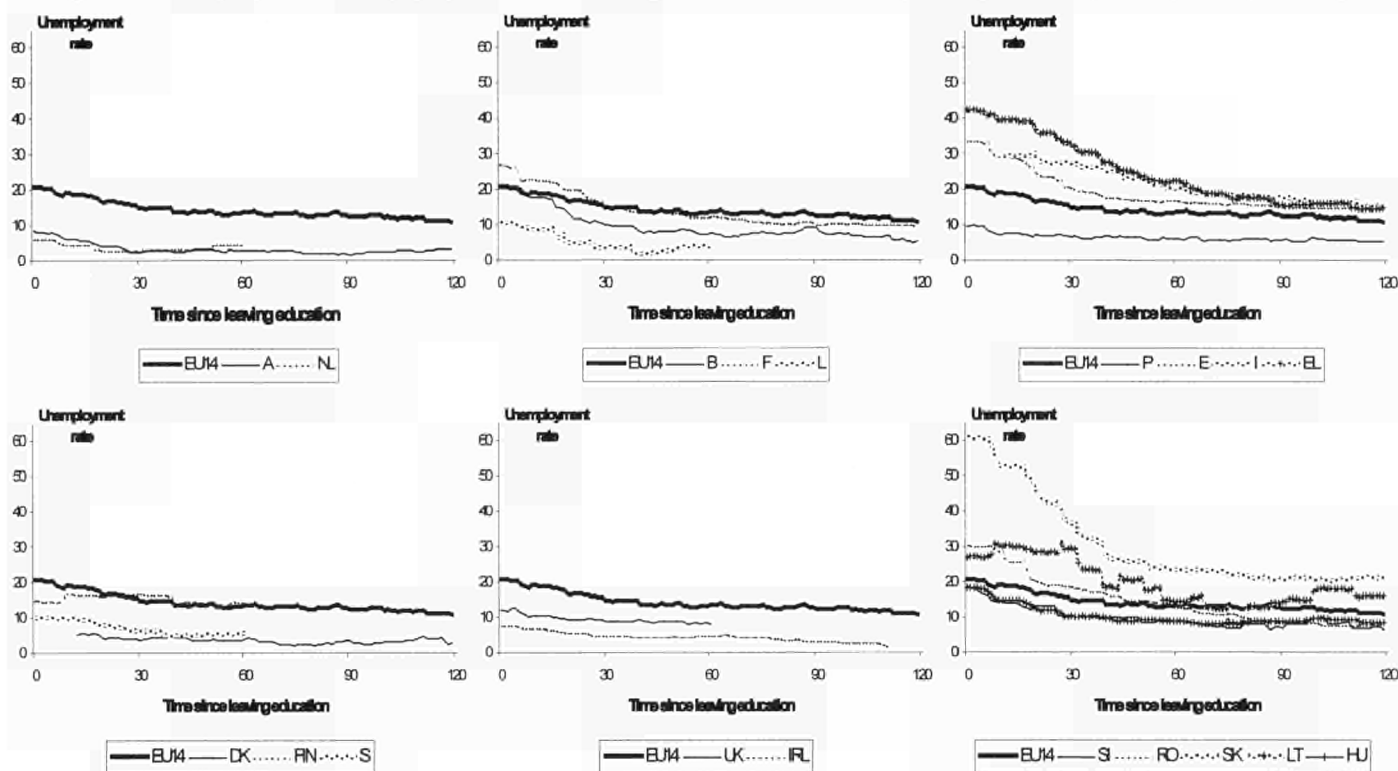 Unemployment
rate
60
50
40
30
20
10
0
0 30 60 90 120
Time since leaving education
EU14 A NL
Unemployment
rate
60
50
40
30
20
10
0
0 30 60 90 120
Time since leaving education
EU14 B F L
Unemployment
rate
60
50
40
30
20
10
0
0 30 60 90 120
Time since leaving education
EU14 P E I EL
Unemployment
rate
60
50
40
30
20
10
0
0 30 60 90 120
Time since leaving education
EU14 DK FIN S
Unemployment
rate
60
50
40
30
20
10
0
0 30 60 90 120
Time since leaving education
EU14 UK IRL
Unemployment
rate
60
50
40
30
20
10
0
0 30 60 90 120
Time since leaving education
EU14 SI RO SK LT HU